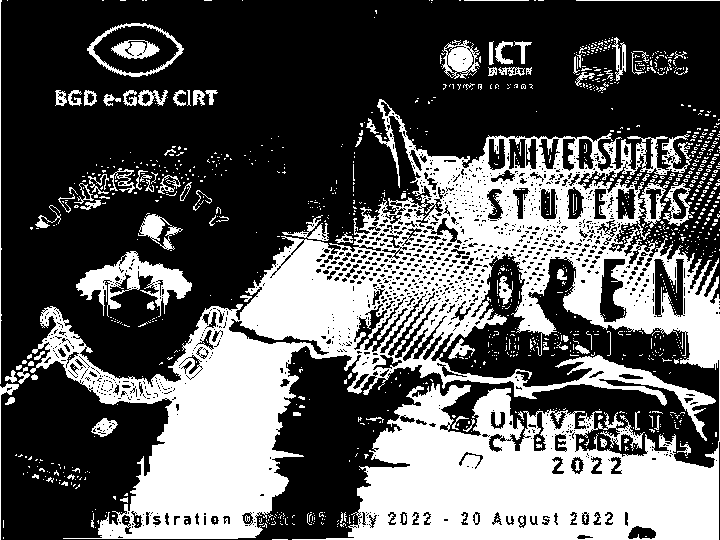 BGD e-GOV CIRT
ICT
DIVISION
BCC
UNIVERSITY
CYBERDRILL 2022
UNIVERSITIES
STUDENTS
OPEN
COMPETITION
UNIVERSITY
CYBERDRILL
2022
| Registration Open: July 2022 - 20 August 2022 |